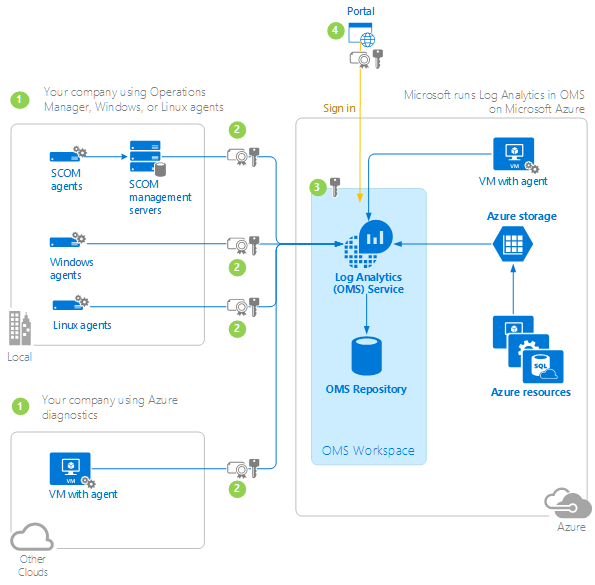 Portal
4
Sign in
1
Your company using Operations
Manager, Windows, or Linux agents
Microsoft runs Log Analytics in OMS
on Microsoft Azure
2
SCOM
agents
SCOM
management
servers
VM
VM with agent
3
Azure storage
Windows
agents
2
Log Analytics
(OMS) Service
Linux agents
2
Local
SQL
OMS Repository
Azure resources
1
Your company using Azure
diagnostics
OMS Workspace
VM
VM with agent
2
Azure
Other
Clouds